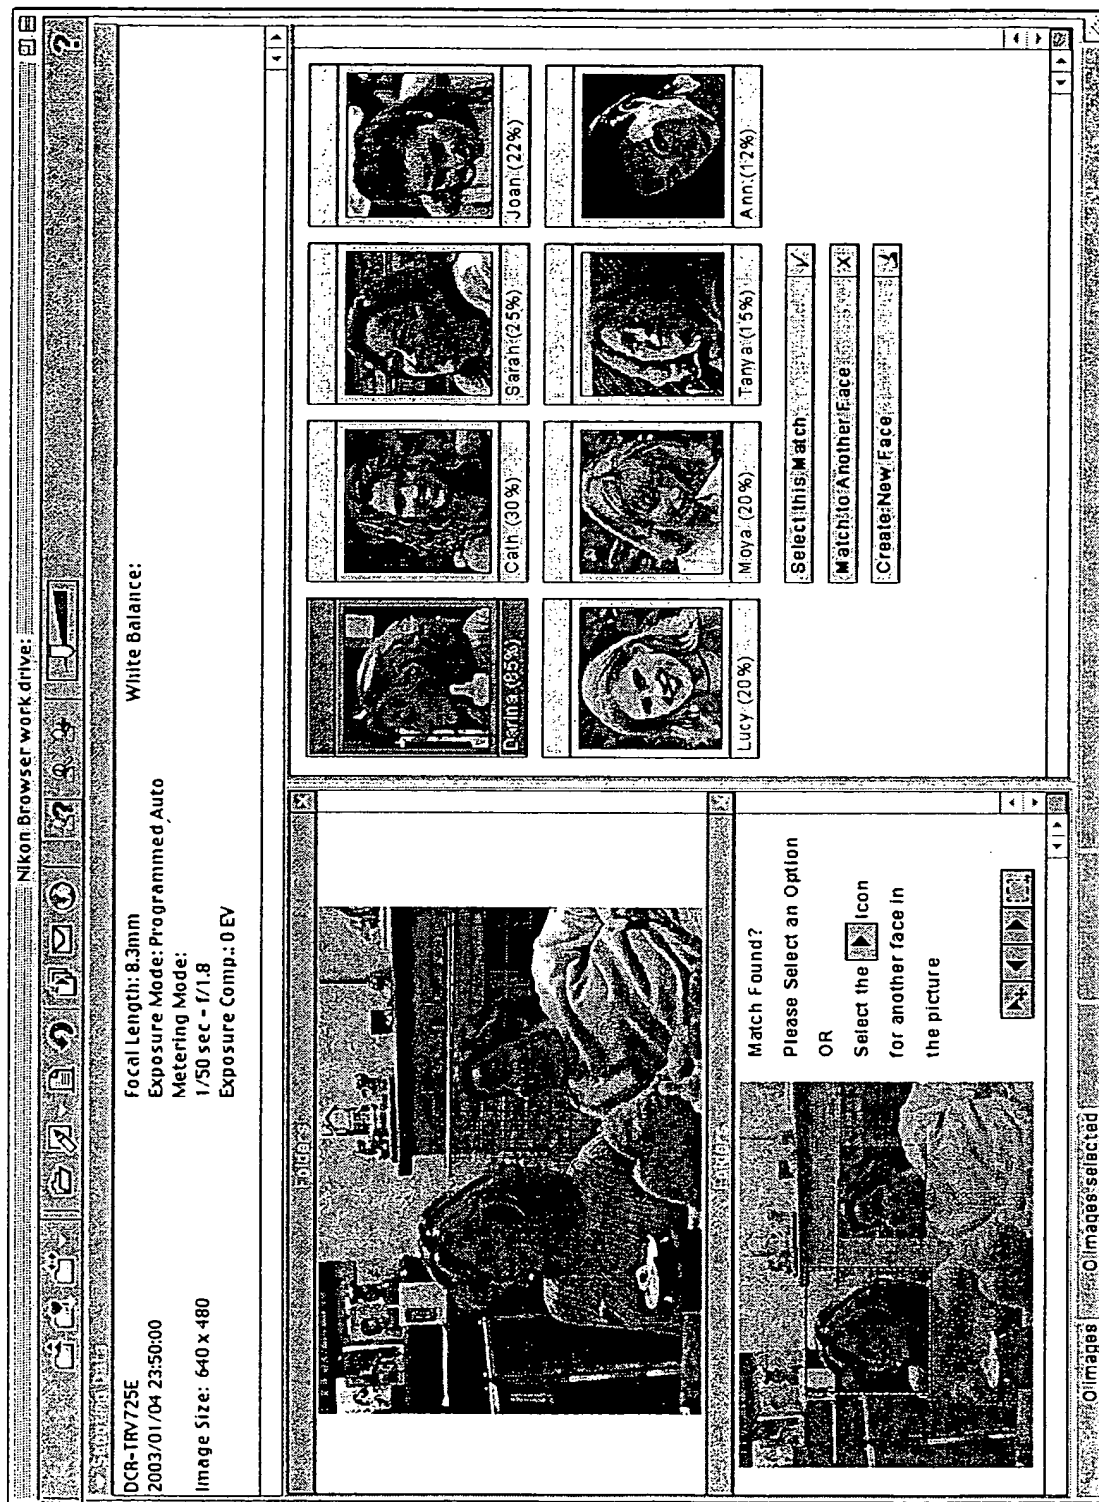 Nikon Browser work drive:
DCR-TRV725E
2003/01/04 23:50:00
Image Size: 640 x 480
Focal Length: 8.3mm
Exposure Mode: Programmed Auto
Metering Mode:
1/50 sec - f/1.8
Exposure Comp.: 0 EV
White Balance:
Folders
Match Found?
Please Select an Option
OR
Select the Icon
for another face in
the picture
Darina (85%)
Cath (30%)
Sarah (25%)
Joan (22%)
Lucy (20%)
Moya (20%)
Tanya (15%)
Ann (12%)
Select this Match
Match to Another Face
Create New Face
0 Images
0 Images selected